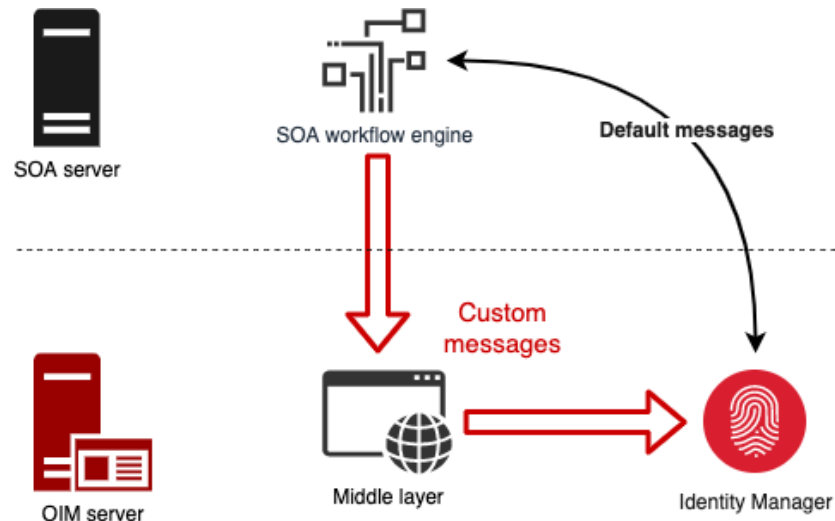 SOA workflow engine
Default messages
SOA server
Custom
messages
Middle layer
Identity Manager
OIM server